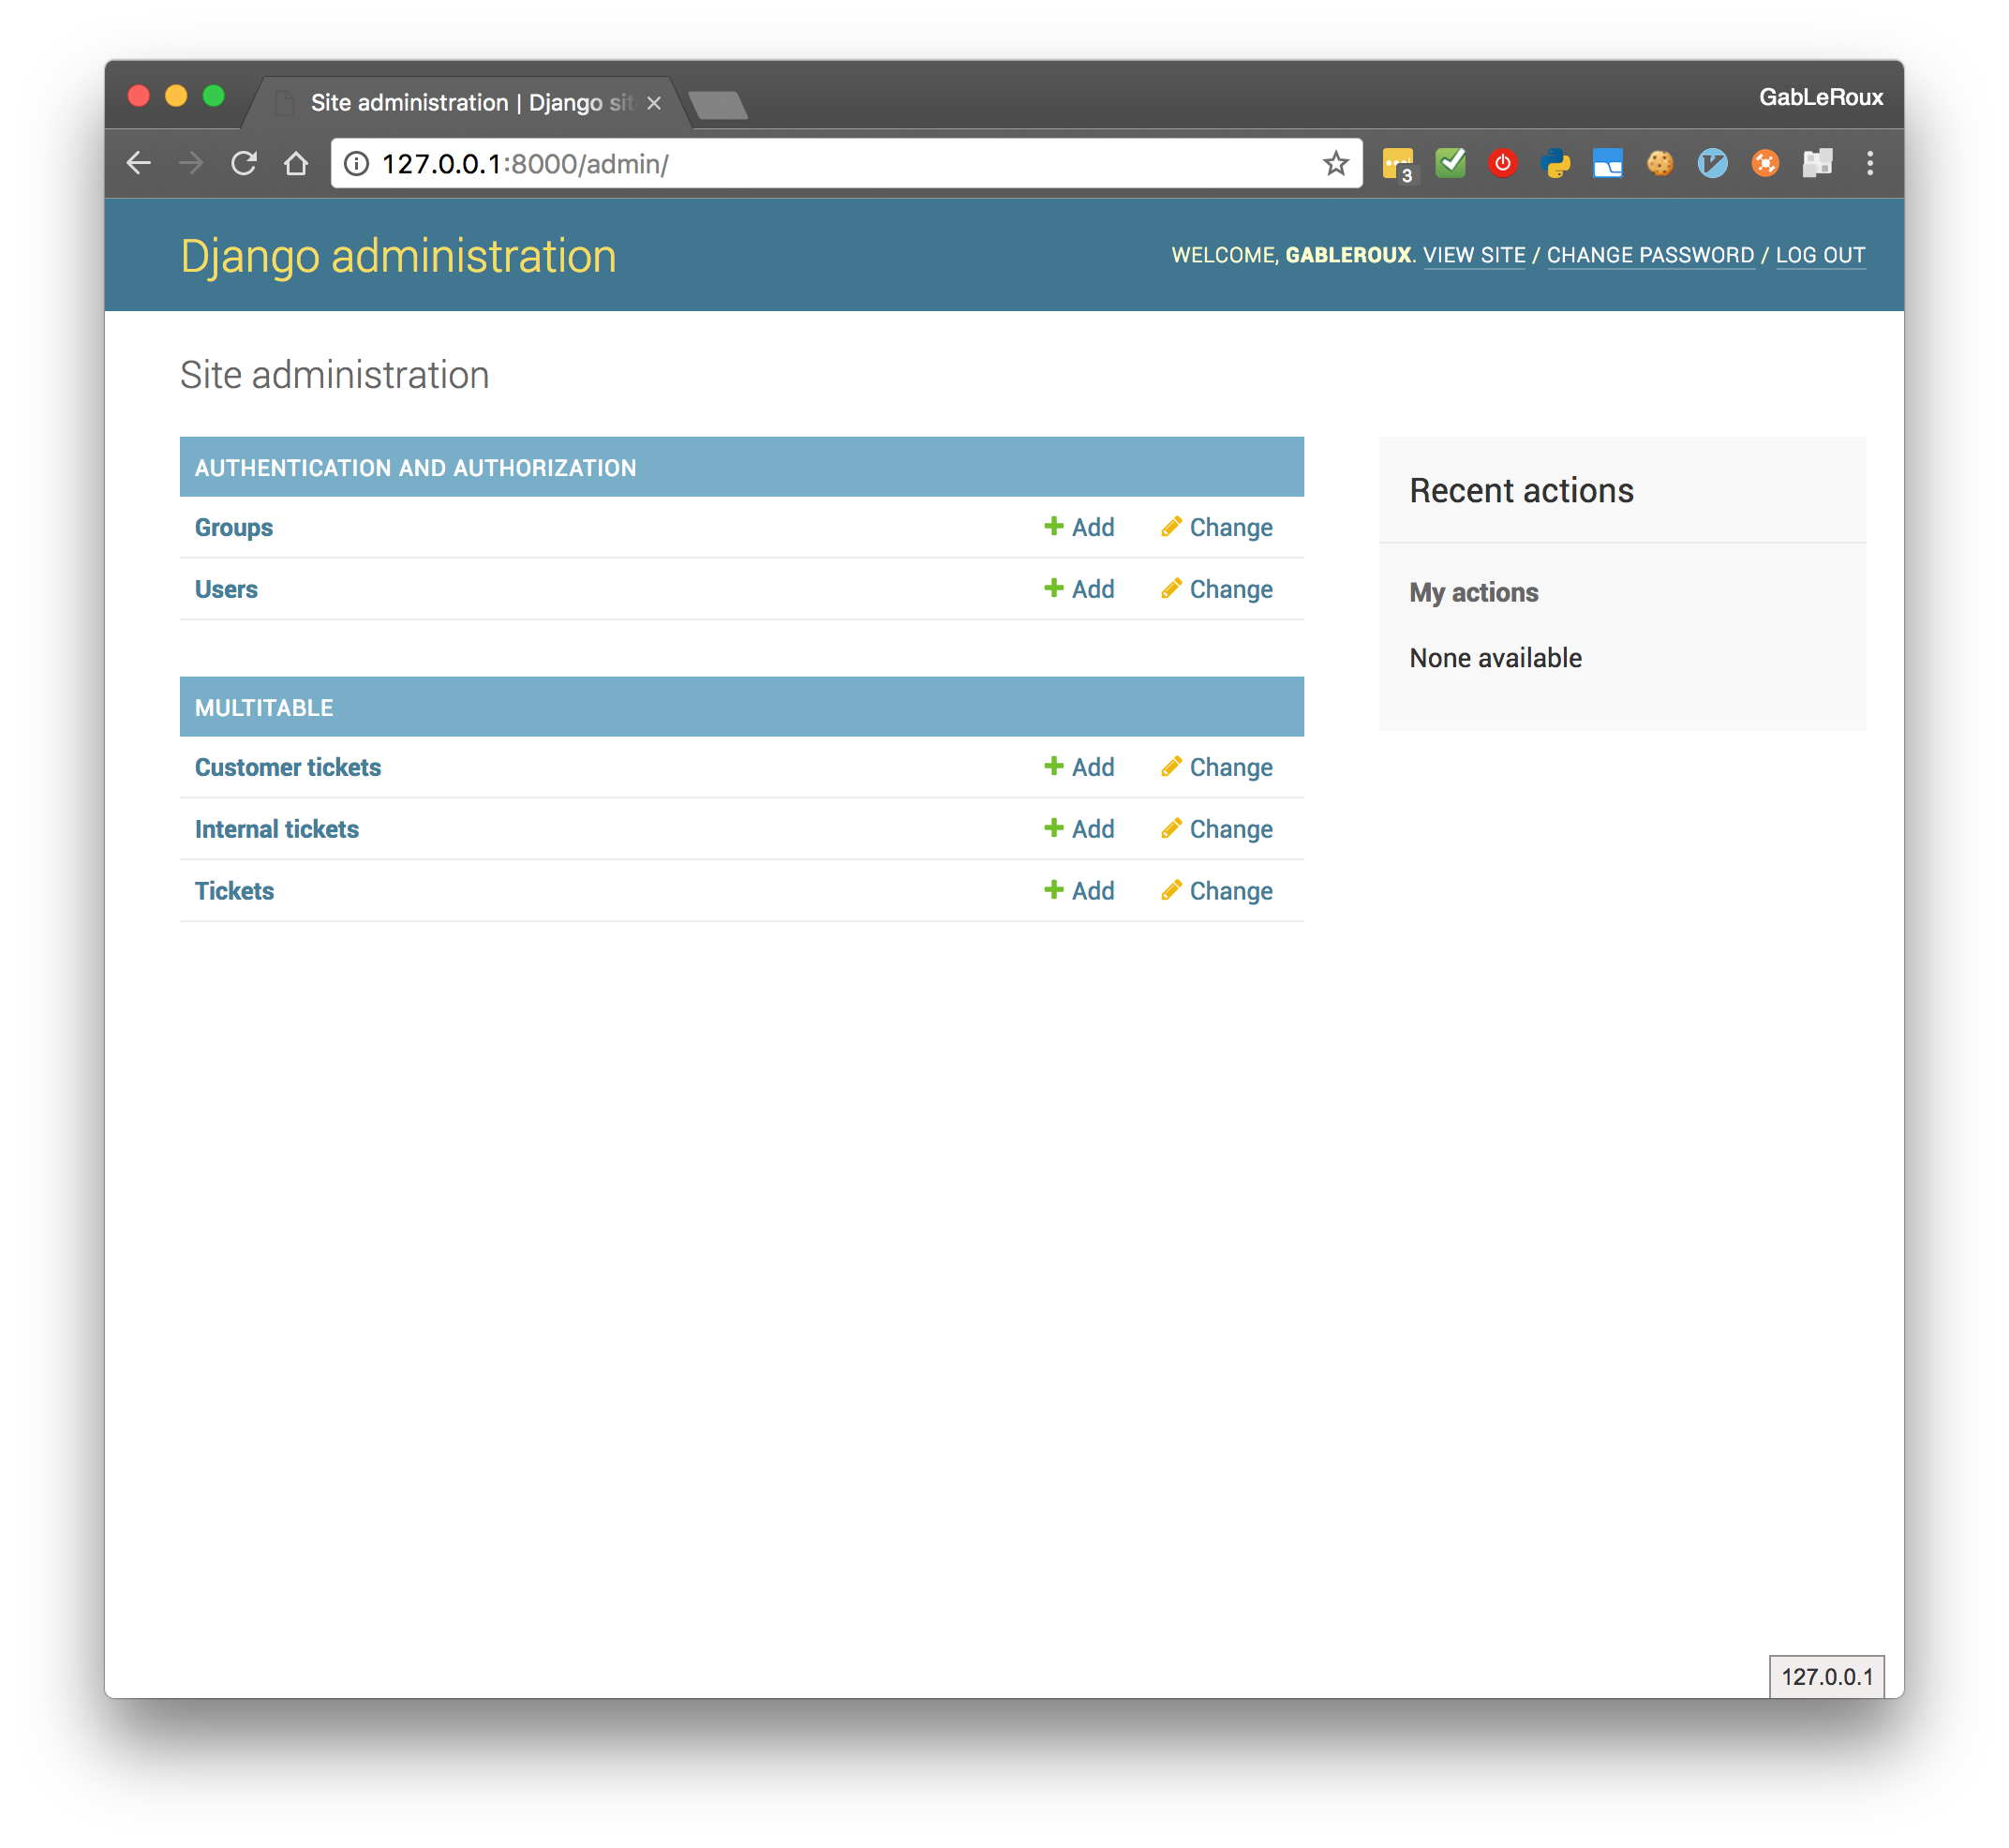 Site administration | Django sit
GabLeRoux
127.0.0.1:8000/admin/
3
Django administration
WELCOME, GABLEROUX. VIEW SITE / CHANGE PASSWORD / LOG OUT
Site administration
AUTHENTICATION AND AUTHORIZATION
Groups Add Change
Users Add Change
MULTITABLE
Customer tickets Add Change
Internal tickets Add Change
Tickets Add Change
Recent actions
My actions
None available
127.0.0.1